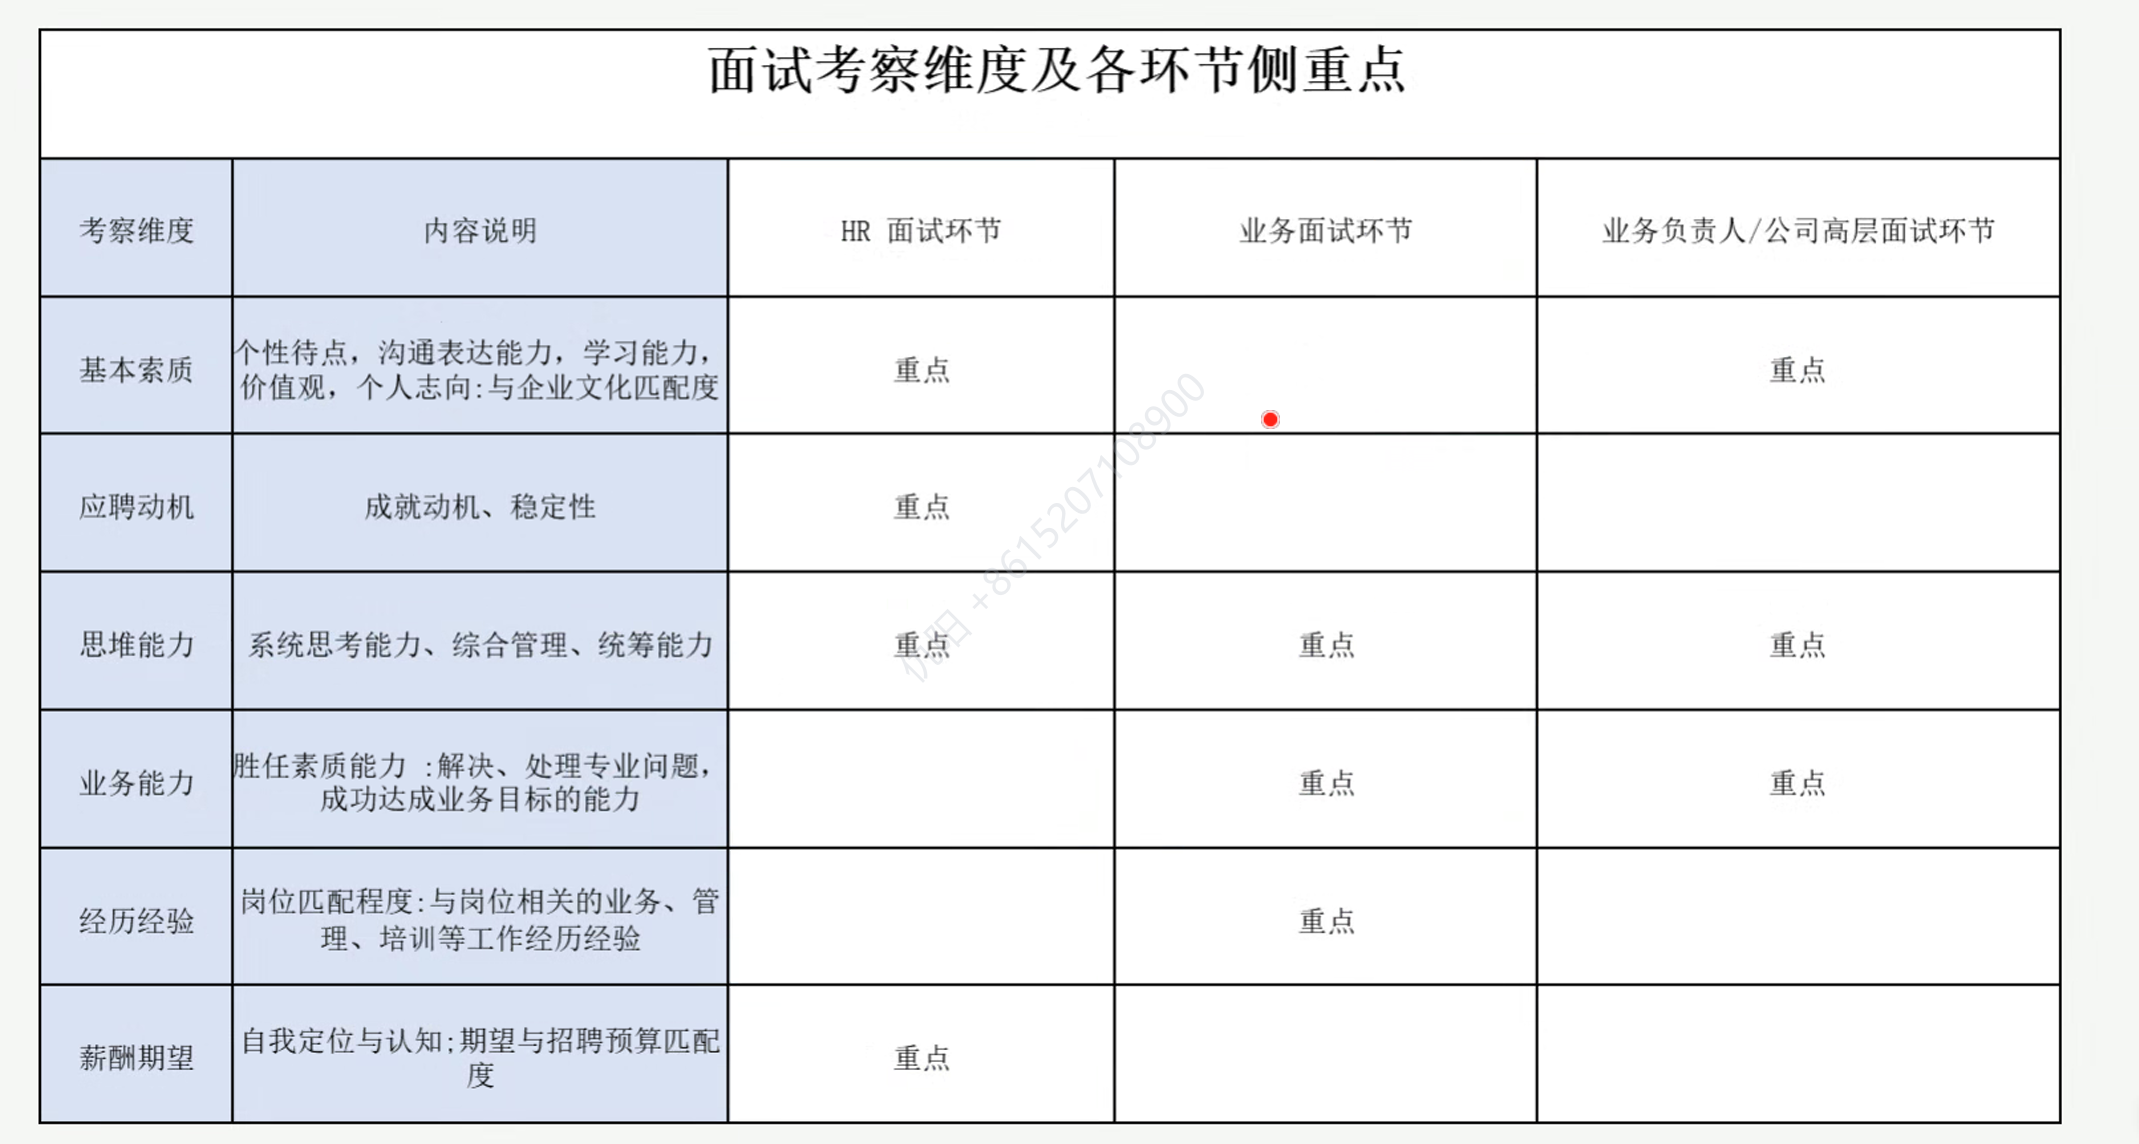 面试考察维度及各环节侧重点
考察维度 内容说明 HR 面试环节 业务面试环节 业务负责人/公司高层面试环节
基本索质 个性待点，沟通表达能力，学习能力，
价值观，个人志向:与企业文化匹配度 重点 重点
应聘动机 成就动机、稳定性 重点
思堆能力 系统思考能力、综合管理、统筹能力 重点 重点 重点
业务能力 胜任素质能力 :解决、处理专业问题，
成功达成业务目标的能力 重点 重点
经历经验 岗位匹配程度:与岗位相关的业务、管
理、培训等工作经历经验 重点
薪酬期望 自我定位与认知;期望与招聘预算匹配
度 重点
+8615207108900